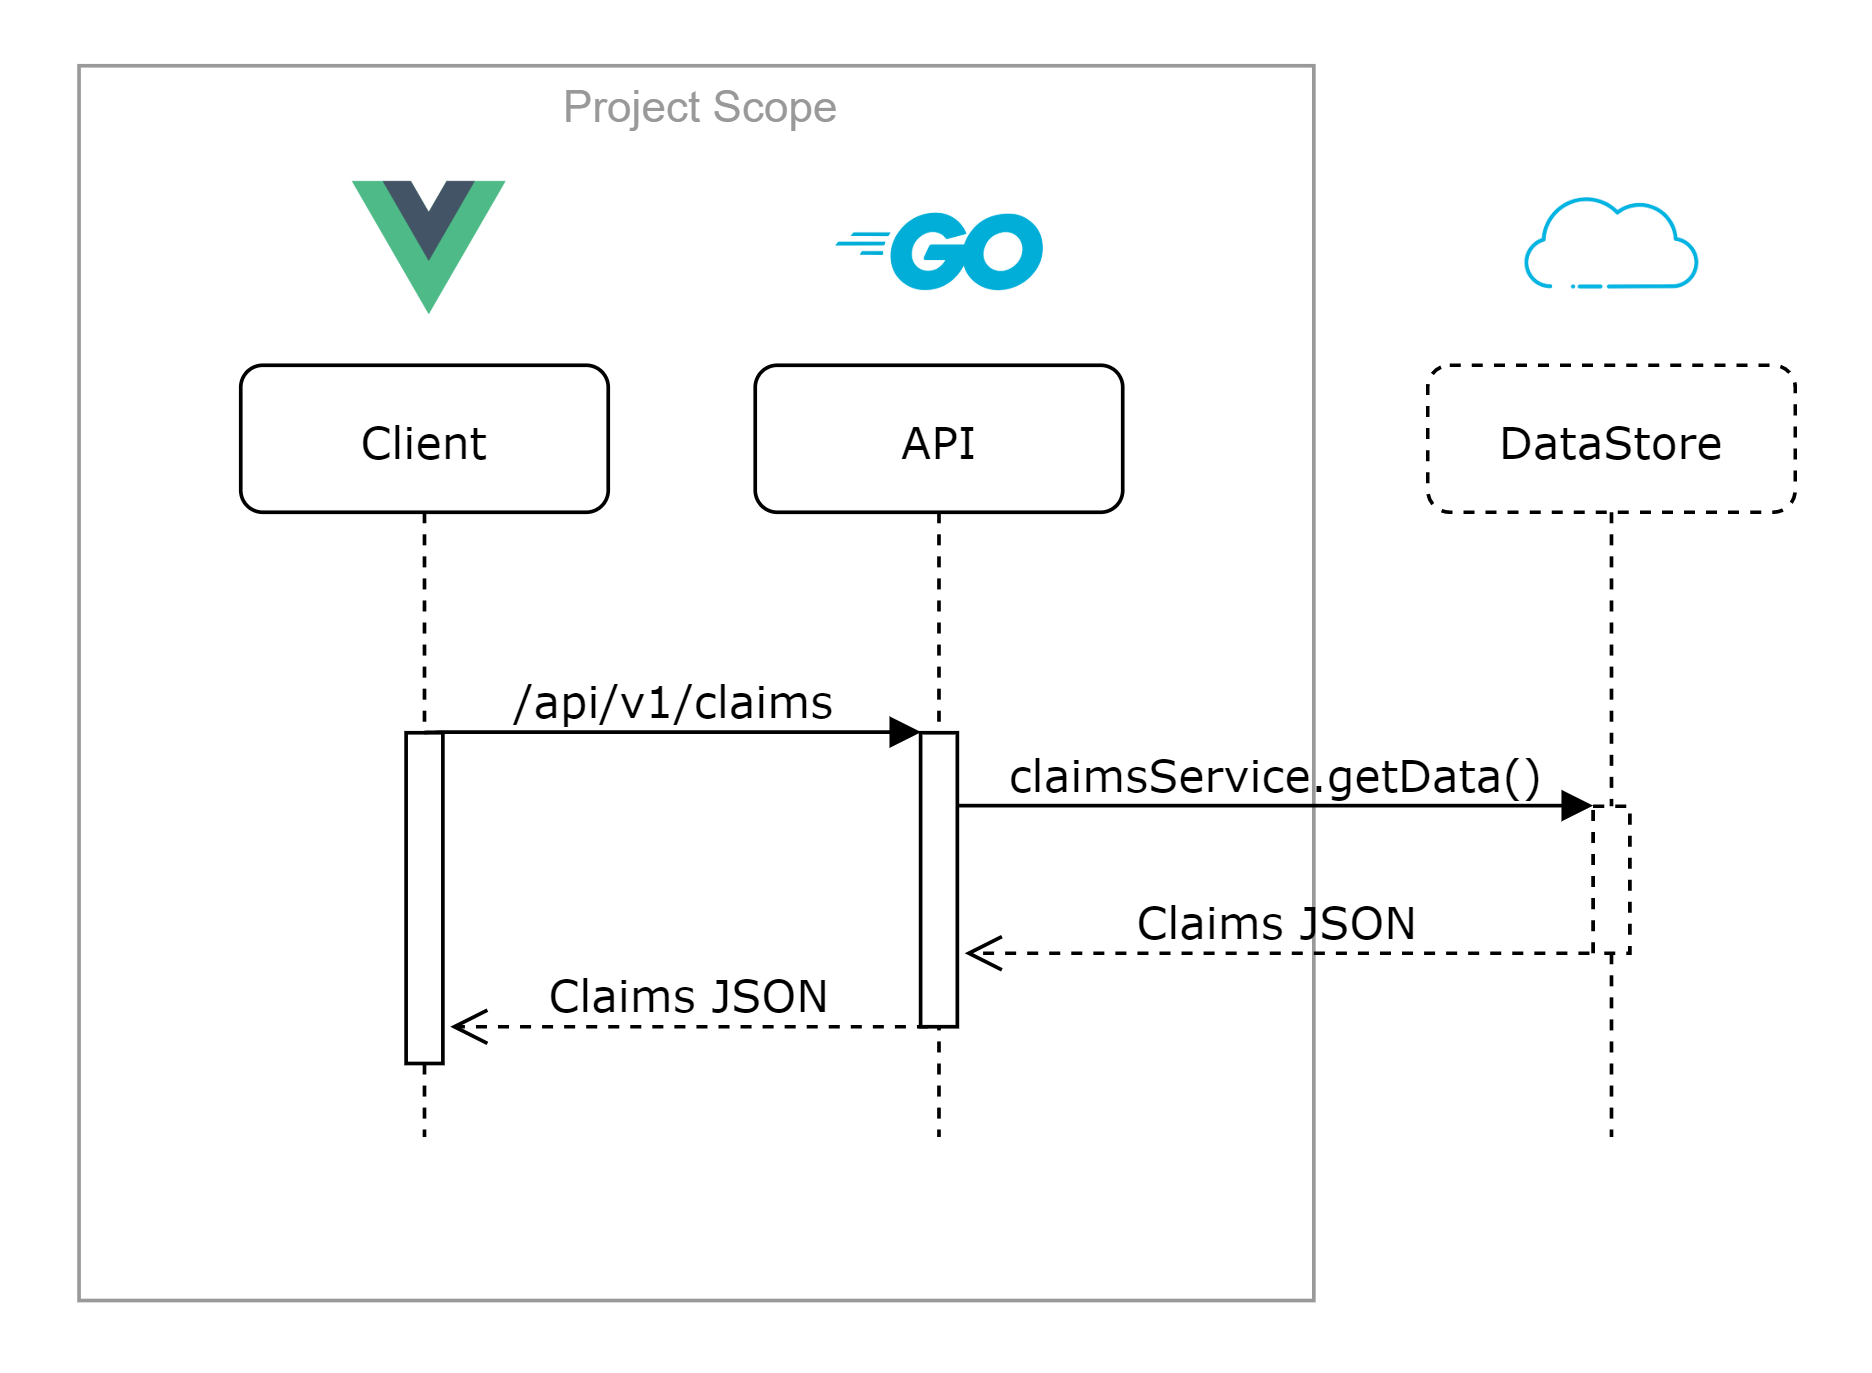 Project Scope
GO
Client
API
DataStore
/api/v1/claims
claimsService.getData()
Claims JSON
Claims JSON